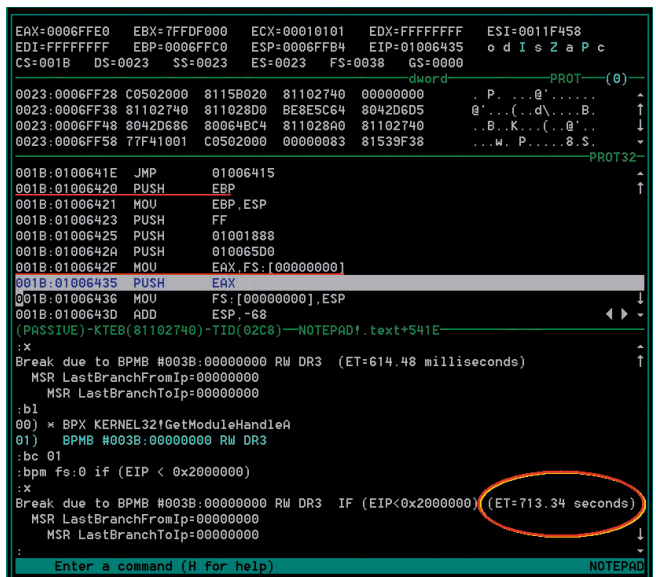 EAX=0006FFE0 EBX=7FFDF000 ECX=00010101 EDX=FFFFFFFF ESI=0011F458
EDI=FFFFFFFF EBP=0006FFC0 ESP=0006FFB4 EIP=01006435 o d I s Z a P c
CS=001B DS=0023 SS=0023 ES=0023 FS=0038 GS=0000
dword PROT (0)
0023:0006FF28 C0502000 8115B020 81102740 00000000 . P. ...@'......
0023:0006FF38 81102740 811028D0 BE8E5C64 8042D6D5 @'...(..d\....B.
0023:0006FF48 8042D686 80064BC4 811028A0 81102740 ..B..K...(..@'..
0023:0006FF58 77F41001 C0502000 00000083 81539F38 ...w. P.....8.S.
PROT32
001B:0100641E JMP 01006415
001B:01006420 PUSH EBP
001B:01006421 MOV EBP,ESP
001B:01006423 PUSH FF
001B:01006425 PUSH 01001888
001B:0100642A PUSH 010065D0
001B:0100642F MOV EAX,FS:[00000000]
001B:01006435 PUSH EAX
001B:01006436 MOV FS:[00000000],ESP
001B:0100643D ADD ESP,-68
(PASSIVE)-KTEB(81102740)-TID(02C8)—NOTEPAD!.text+541E
:x
Break due to BPMB #003B:00000000 RW DR3 (ET=614.48 milliseconds)
MSR LastBranchFromIp=00000000
MSR LastBranchToIp=00000000
:bl
00) * BPX KERNEL32!GetModuleHandleA
01) BPMB #003B:00000000 RW DR3
:bc 01
:bpm fs:0 if (EIP < 0x2000000)
:x
Break due to BPMB #003B:00000000 RW DR3 IF (EIP<0x2000000) (ET=713.34 seconds)
MSR LastBranchFromIp=00000000
MSR LastBranchToIp=00000000
:
Enter a command (H for help) NOTEPAD